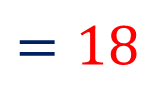 = 18